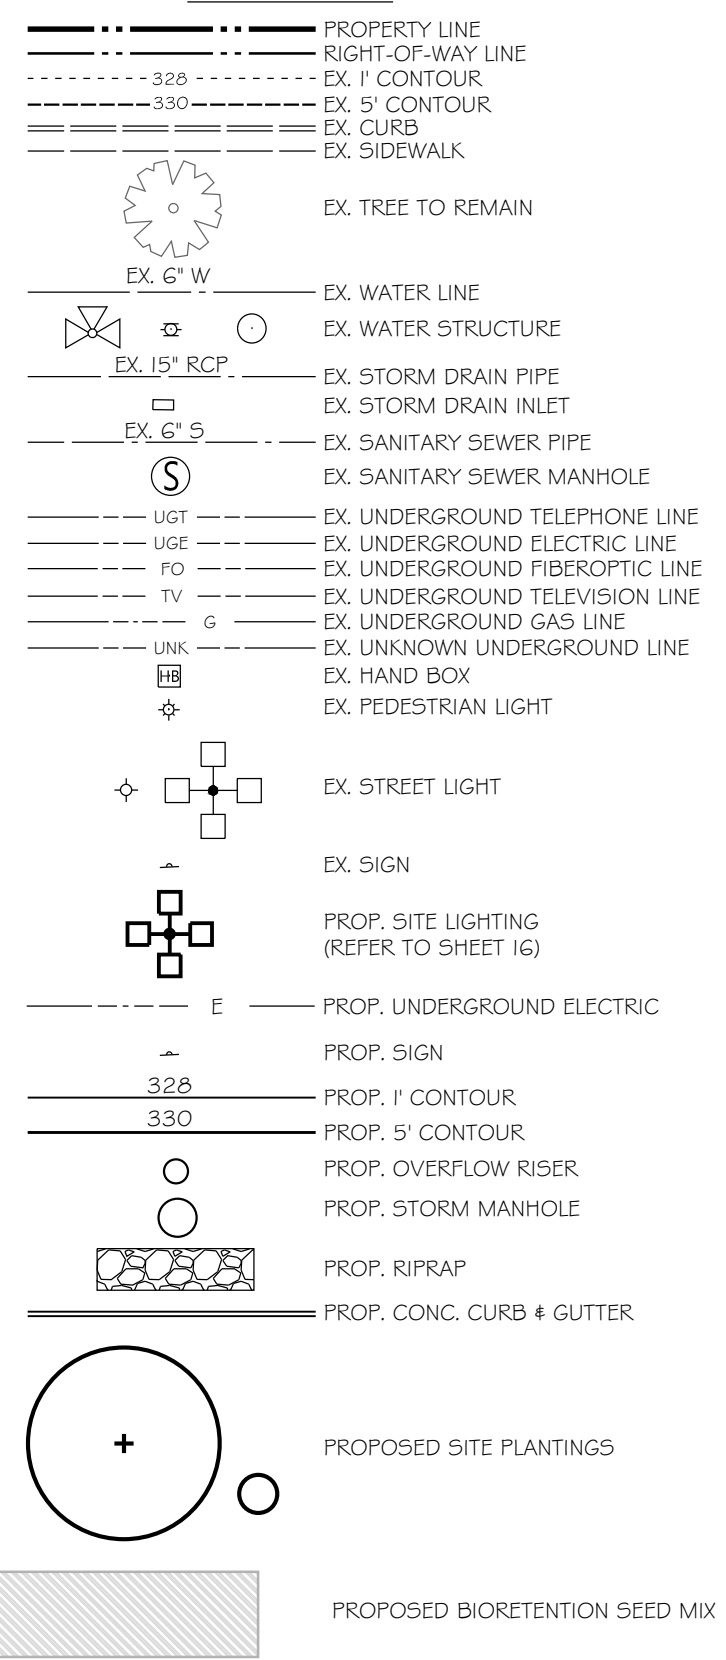 PROPERTY LINE
RIGHT-OF-WAY LINE
328 EX. 1' CONTOUR
330 EX. 5' CONTOUR
EX. CURB
EX. SIDEWALK
EX. TREE TO REMAIN
EX. 6" W
EX. WATER LINE
EX. WATER STRUCTURE
EX. 15" RCP
EX. STORM DRAIN PIPE
EX. STORM DRAIN INLET
EX. 6" S
EX. SANITARY SEWER PIPE
S EX. SANITARY SEWER MANHOLE
UGT EX. UNDERGROUND TELEPHONE LINE
UGE EX. UNDERGROUND ELECTRIC LINE
FO EX. UNDERGROUND FIBEROPTIC LINE
TV EX. UNDERGROUND TELEVISION LINE
G EX. UNDERGROUND GAS LINE
UNK EX. UNKNOWN UNDERGROUND LINE
HB EX. HAND BOX
EX. PEDESTRIAN LIGHT
EX. STREET LIGHT
EX. SIGN
PROP. SITE LIGHTING
(REFER TO SHEET 16)
E PROP. UNDERGROUND ELECTRIC
PROP. SIGN
328
PROP. 1' CONTOUR
330
PROP. 5' CONTOUR
PROP. OVERFLOW RISER
PROP. STORM MANHOLE
PROP. RIPRAP
PROP. CONC. CURB & GUTTER
PROPOSED SITE PLANTINGS
PROPOSED BIORETENTION SEED MIX